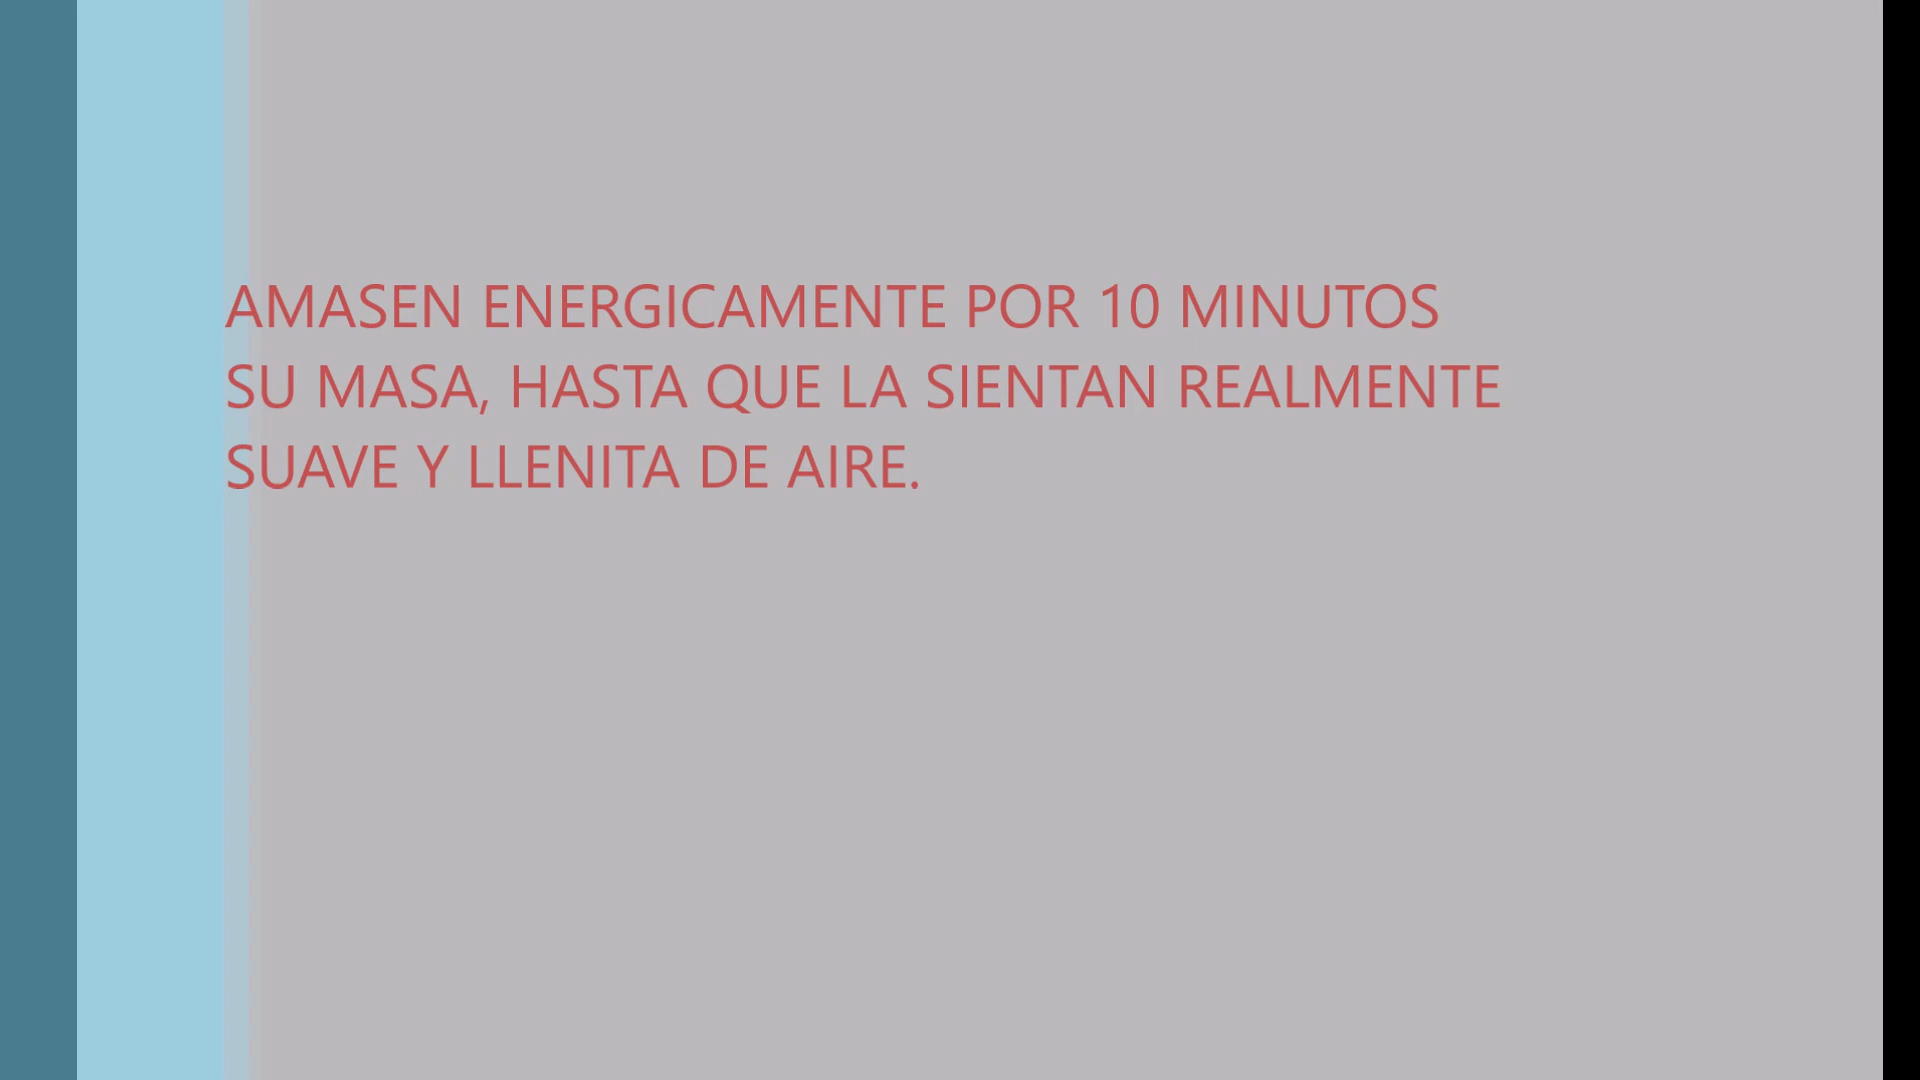 AMASEN ENERGICAMENTE POR 10 MINUTOS
SU MASA, HASTA QUE LA SIENTAN REALMENTE
SUAVE Y LLENITA DE AIRE.